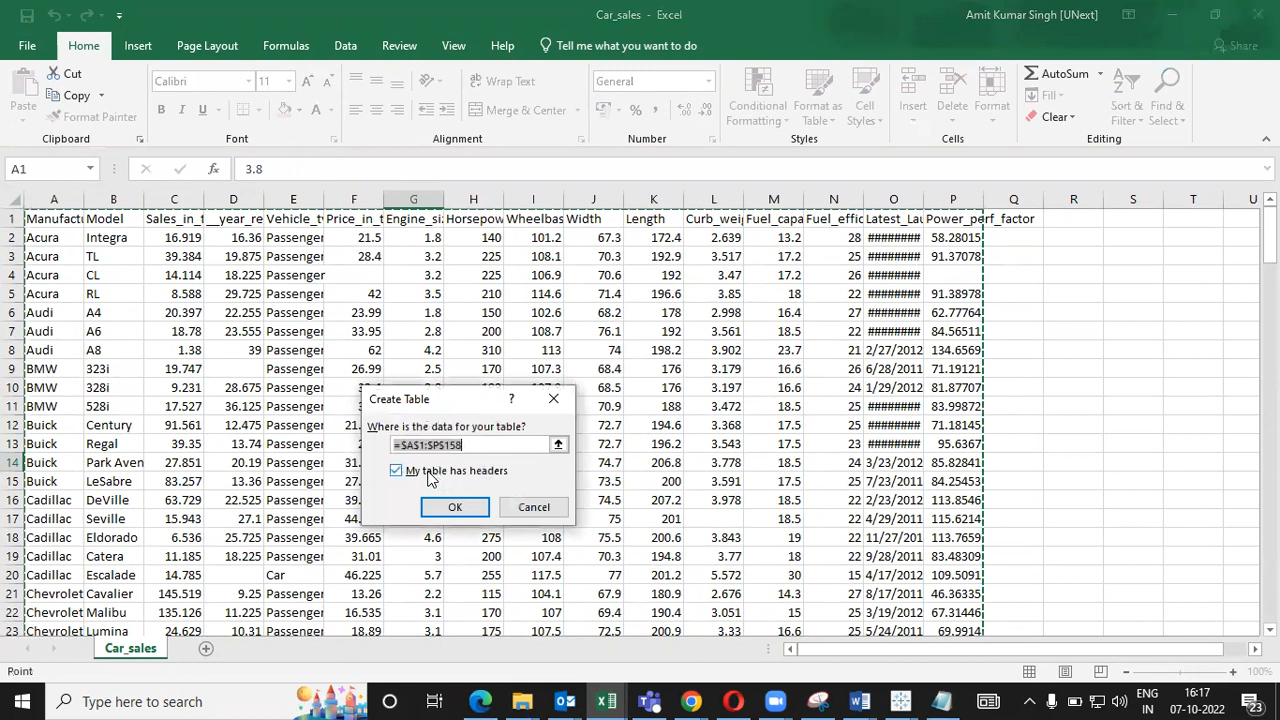 Car_sales - Excel
Amit Kumar Singh [UNext]
File Home Insert Page Layout Formulas Data Review View Help Tell me what you want to do Share
Paste Cut Copy Format Painter
Calibri 11 Wrap Text General
B I U Merge & Center % , Conditional Formatting Format as Table Cell Styles Insert Delete Format
AutoSum Fill Clear Sort & Filter Find & Select
Clipboard Font Alignment Number Styles Cells Editing
A1 fx 3.8
A B C D E F G H I J K L M N O P Q R S T U
1 Manufactu Model Sales_in_t __year_re Vehicle_ty Price_in_t Engine_si Horsepow Wheelbas Width Length Curb_weig Fuel_capa Fuel_effic Latest_Lau Power_perf_factor
2 Acura Integra 16.919 16.36 Passenger 21.5 1.8 140 101.2 67.3 172.4 2.639 13.2 28 ######## 58.28015
3 Acura TL 39.384 19.875 Passenger 28.4 3.2 225 108.1 70.3 192.9 3.517 17.2 25 ######## 91.37078
4 Acura CL 14.114 18.225 Passenger 3.2 225 106.9 70.6 192 3.47 17.2 26 ########
5 Acura RL 8.588 29.725 Passenger 42 3.5 210 114.6 71.4 196.6 3.85 18 22 ######## 91.38978
6 Audi A4 20.397 22.255 Passenger 23.99 1.8 150 102.6 68.2 178 2.998 16.4 27 ######## 62.77764
7 Audi A6 18.78 23.555 Passenger 33.95 2.8 200 108.7 76.1 192 3.561 18.5 22 ######## 84.56511
8 Audi A8 1.38 39 Passenger 62 4.2 310 113 74 198.2 3.902 23.7 21 2/27/2012 134.6569
9 BMW 323i 19.747 Passenger 26.99 2.5 170 107.3 68.4 176 3.179 16.6 26 6/28/2011 71.19121
10 BMW 328i 9.231 28.675 Passenger 68.5 176 3.197 16.6 24 1/29/2012 81.87707
11 BMW 528i 17.527 36.125 Passenger 70.9 188 3.472 18.5 25 ######## 83.99872
12 Buick Century 91.561 12.475 Passenger 72.7 194.6 3.368 17.5 25 ######## 71.18145
13 Buick Regal 39.35 13.74 Passenger 72.7 196.2 3.543 17.5 23 ######## 95.6367
14 Buick Park Aven 27.851 20.19 Passenger 74.7 206.8 3.778 18.5 24 3/23/2012 85.82841
15 Buick LeSabre 83.257 13.36 Passenger 73.5 200 3.591 17.5 25 7/23/2011 84.25453
16 Cadillac DeVille 63.729 22.525 Passenger 74.5 207.2 3.978 18.5 22 2/23/2012 113.8546
17 Cadillac Seville 15.943 27.1 Passenger 75 201 18.5 22 4/29/2011 115.6214
18 Cadillac Eldorado 6.536 25.725 Passenger 39.665 4.6 275 108 75.5 200.6 3.843 19 22 11/27/201 113.7659
19 Cadillac Catera 11.185 18.225 Passenger 31.01 3 200 107.4 70.3 194.8 3.77 18 22 9/28/2011 83.48309
20 Cadillac Escalade 14.785 Car 46.225 5.7 255 117.5 77 201.2 5.572 30 15 4/17/2012 109.5091
21 Chevrolet Cavalier 145.519 9.25 Passenger 13.26 2.2 115 104.1 67.9 180.9 2.676 14.3 27 8/17/2011 46.36335
22 Chevrolet Malibu 135.126 11.225 Passenger 16.535 3.1 170 107 69.4 190.4 3.051 15 25 3/19/2012 67.31446
23 Chevrolet Lumina 24.629 10.31 Passenger 18.89 3.1 175 107.5 72.5 200.9 3.33 16.6 25 5/24/2011 69.9914
Create Table ?
Where is the data for your table?
=$A$1:$P$158
My table has headers
OK Cancel
Car_sales
Point
100%
Type here to search
ENG IN
16:17
07-10-2022
23